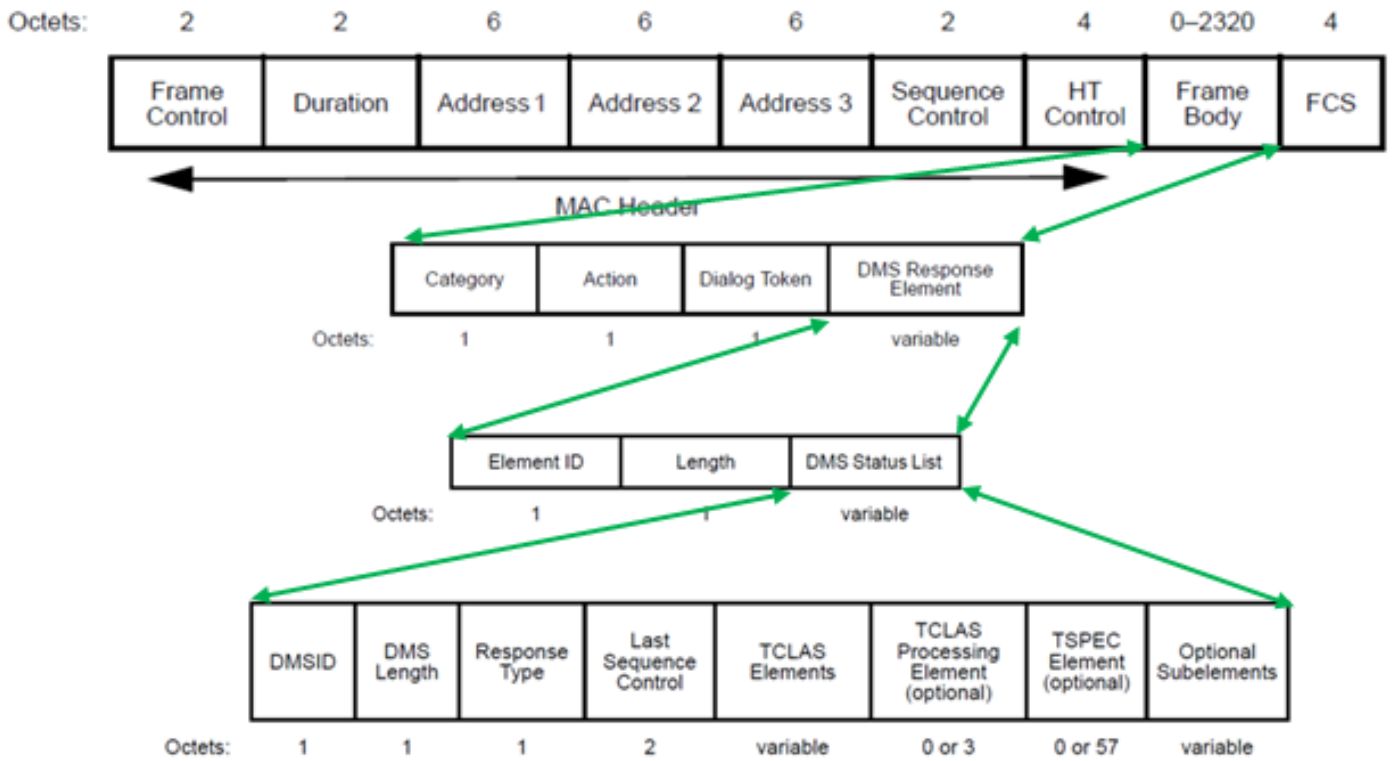 Octets: 2 2 6 6 6 2 4 0–2320 4
Frame Control Duration Address 1 Address 2 Address 3 Sequence Control HT Control Frame Body FCS
MAC Header
Category Action Dialog Token DMS Response Element
Octets: 1 1 1 variable
Element ID Length DMS Status List
Octets: 1 1 variable
DMSID DMS Length Response Type Last Sequence Control TCLAS Elements TCLAS Processing Element (optional) TSPEC Element (optional) Optional Subelements
Octets: 1 1 1 2 variable 0 or 3 0 or 57 variable